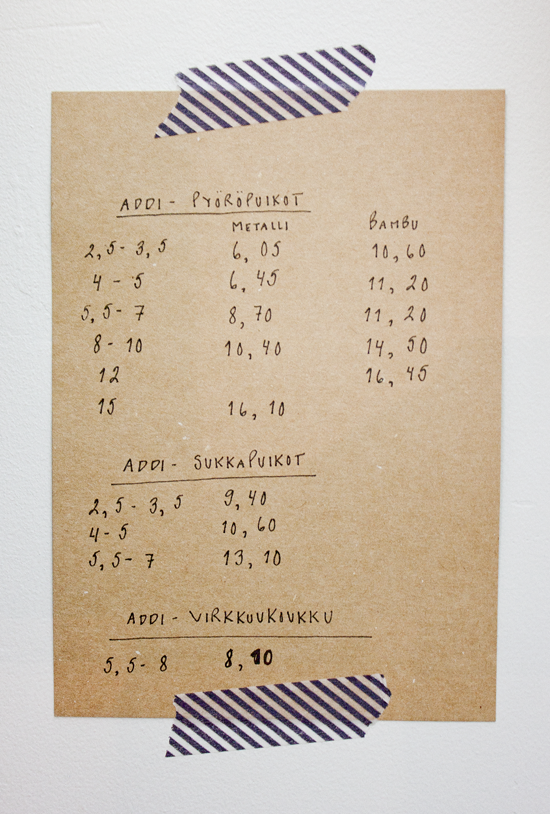 ADDI - PYÖRÖPUIKOT
METALLI BAMBU
2,5 - 3,5 6,05 10,60
4 - 5 6,45 11,20
5,5 - 7 8,70 11,20
8 - 10 10,40 14,50
12 16,45
15 16,10
ADDI - SUKKAPUIKOT
2,5 - 3,5 9,40
4 - 5 10,60
5,5 - 7 13,10
ADDI - VIRKKUUKOUKKU
5,5 - 8 8,10